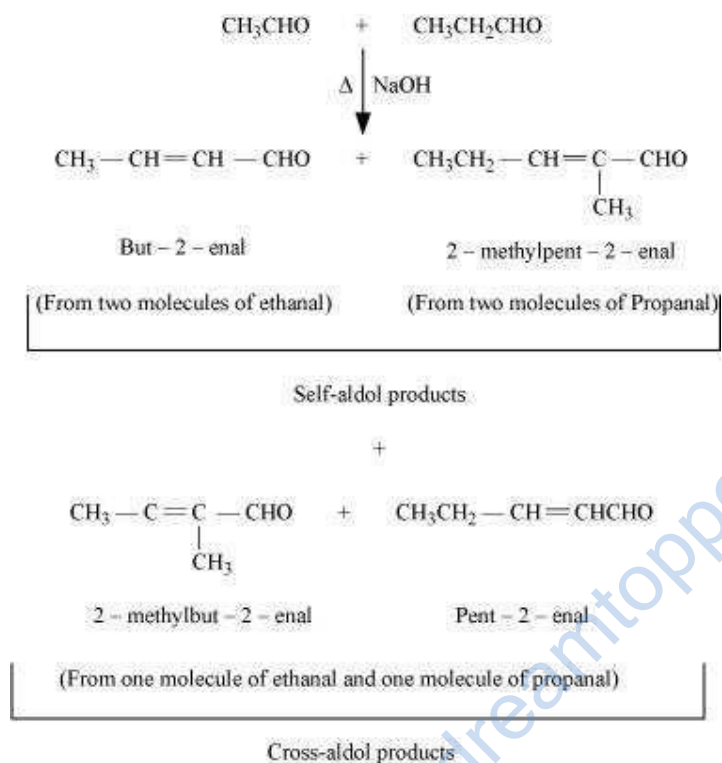 CH₃CHO + CH₃CH₂CHO
Δ NaOH
CH₃ — CH = CH — CHO + CH₃CH₂ — CH = C — CHO
|
CH₃
But – 2 – enal 2 – methylpent – 2 – enal
(From two molecules of ethanal) (From two molecules of Propanal)
Self-aldol products
+
CH₃ — C = C — CHO + CH₃CH₂ — CH = CHCHO
|
CH₃
2 – methylbut – 2 – enal Pent – 2 – enal
(From one molecule of ethanal and one molecule of propanal)
Cross-aldol products